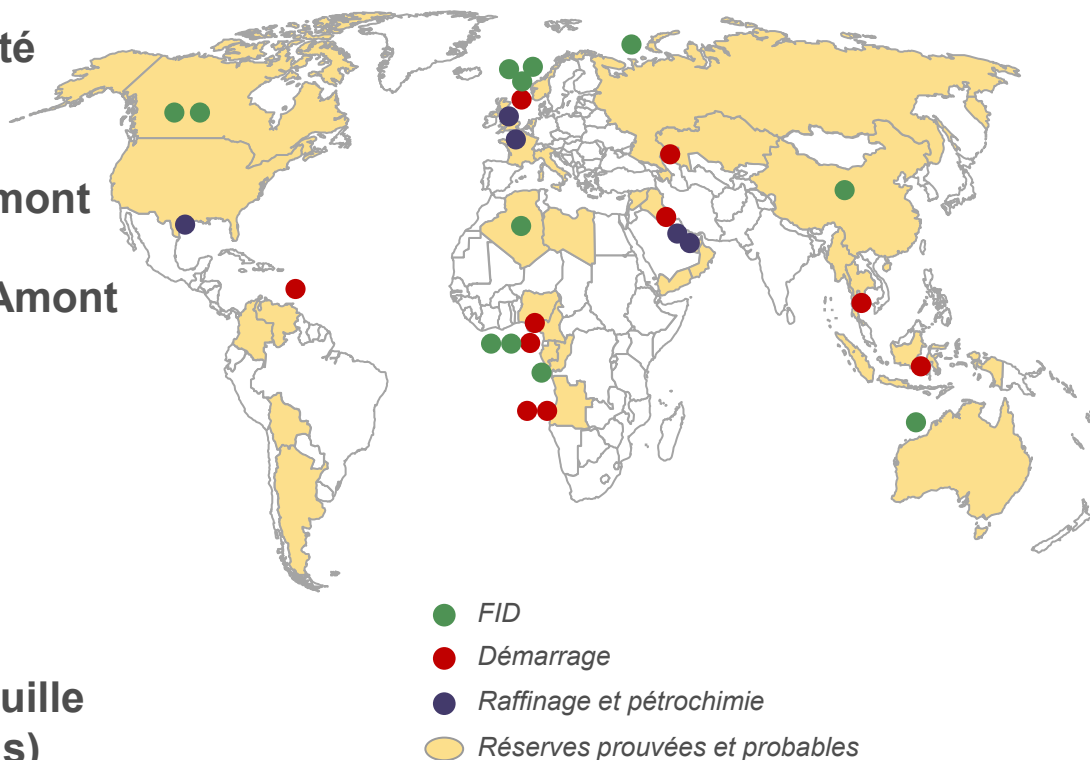 té
mont
Amont
FID
Démarrage
Raffinage et pétrochimie
Réserves prouvées et probables
uille
s)